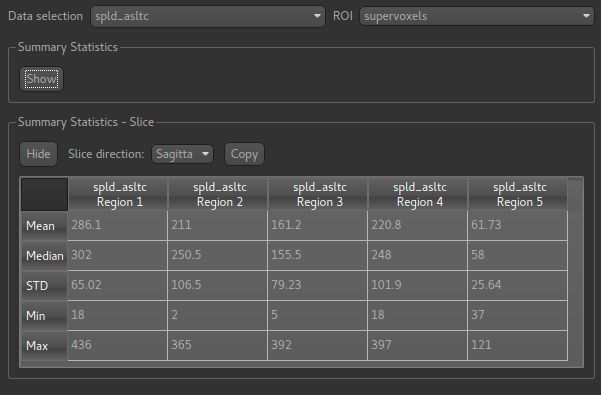 Data selection spld_asltc ROI supervoxels
Summary Statistics
Show
Summary Statistics - Slice
Hide Slice direction: Sagitta Copy
spld_asltc spld_asltc spld_asltc spld_asltc spld_asltc
Region 1 Region 2 Region 3 Region 4 Region 5
Mean 286.1 211 161.2 220.8 61.73
Median 302 250.5 155.5 248 58
STD 65.02 106.5 79.23 101.9 25.64
Min 18 2 5 18 37
Max 436 365 392 397 121